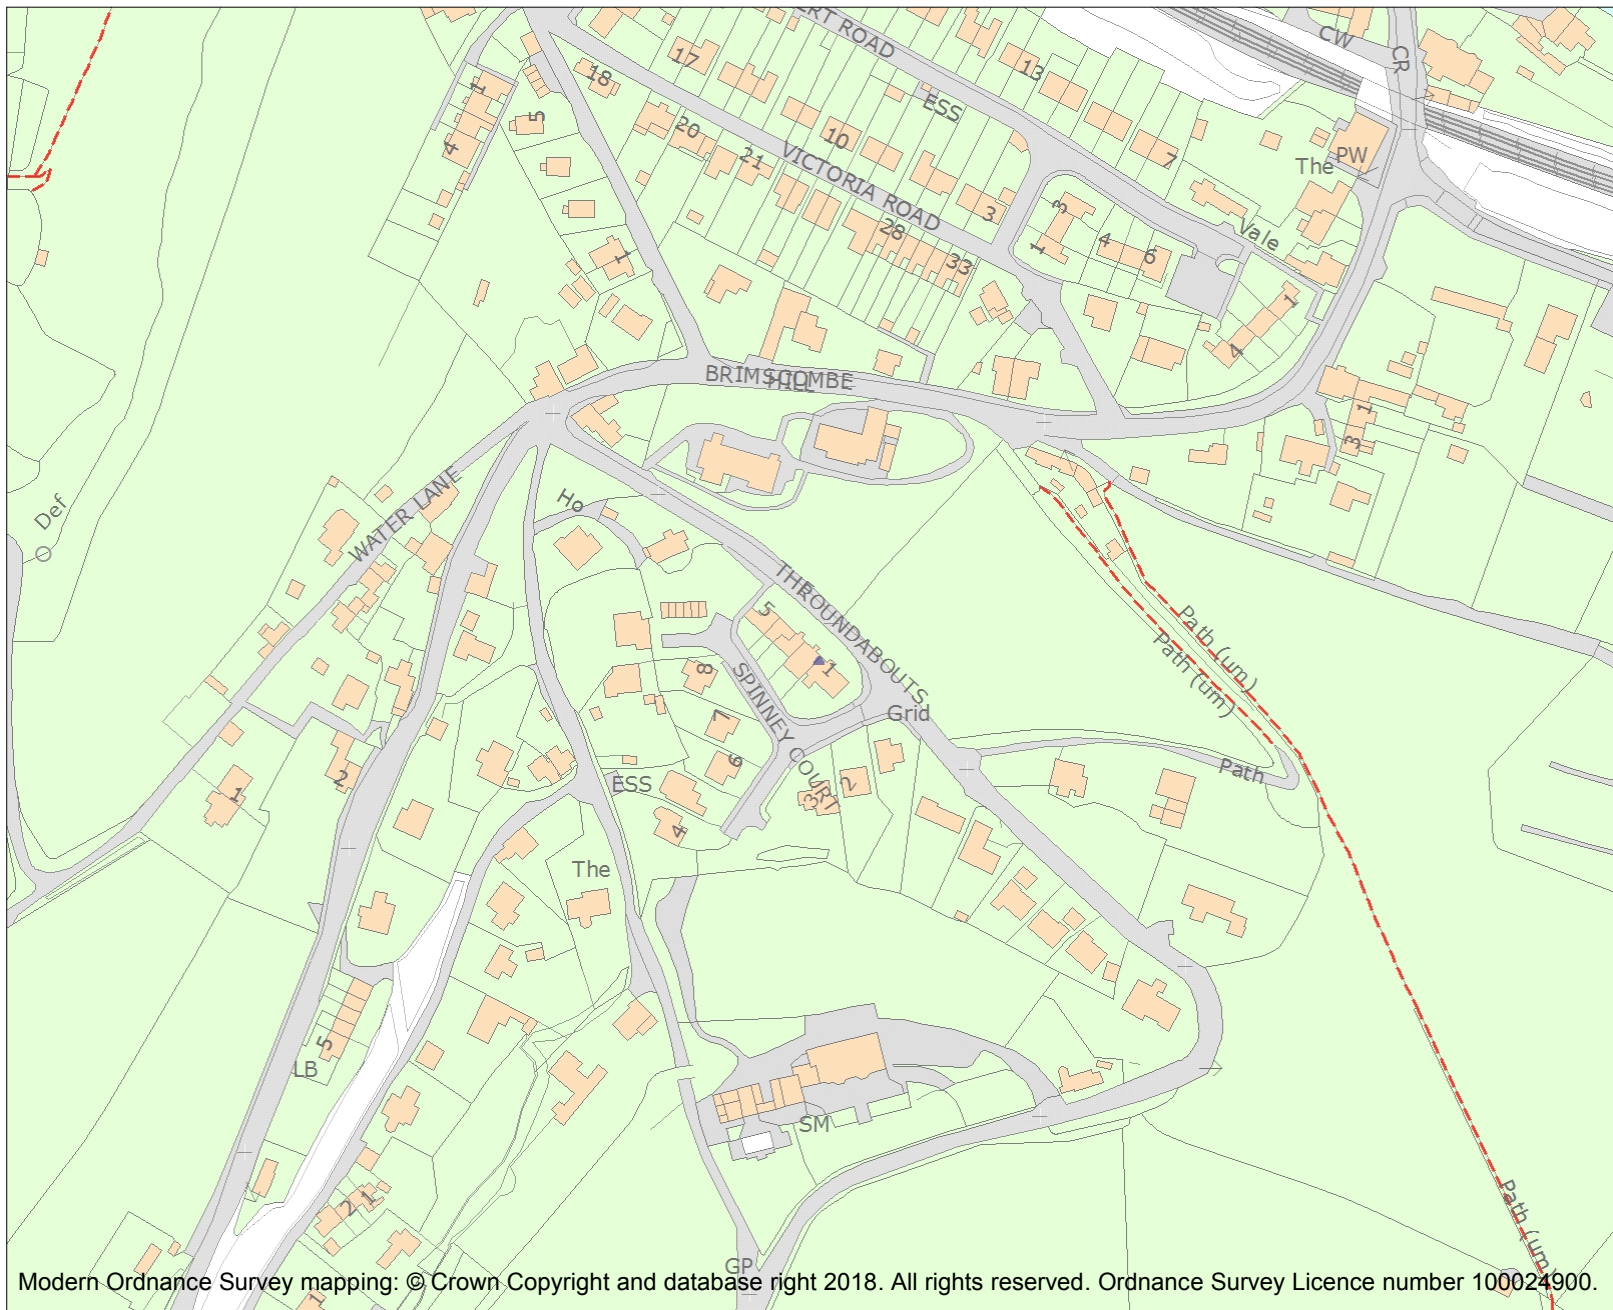 ERT ROAD
CW
CR
17
18
13
1
5
4
20
10
ESS
21
VICTORIA ROAD
7
The
PW
3
3
28
1
4
6
Vale
33
1
1
4
BRIMSCOMBE
HILL
1
3
WATER LANE
Ho
Def
THE
ROUNDABOUTS
5
1
Path (um)
Path (um)
8
SPINNEY COURT
7
Grid
6
2
3
Path
1
2
ESS
4
The
5
LB
SM
2
1
Path (um)
GP
1
Modern Ordnance Survey mapping: © Crown Copyright and database right 2018. All rights reserved. Ordnance Survey Licence number 100024900.